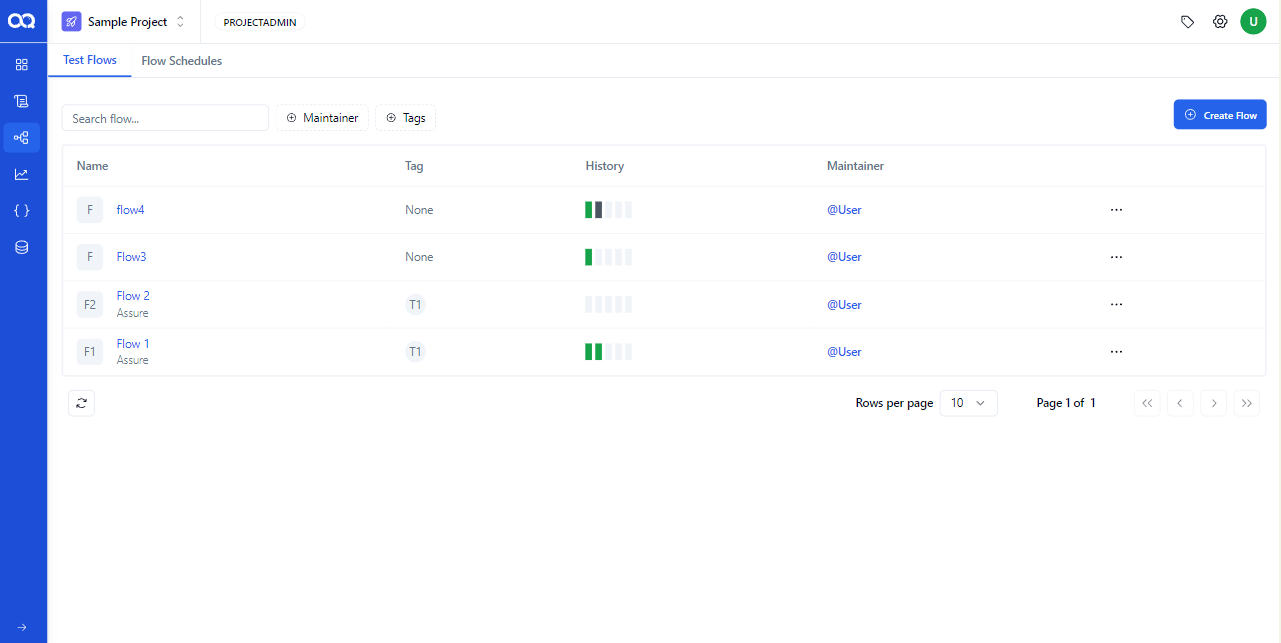 Sample Project PROJECTADMIN U
Test Flows Flow Schedules
Search flow... Maintainer Tags Create Flow
Name Tag History Maintainer
F flow4 None @User ...
F Flow3 None @User ...
F2 Flow 2 T1 @User ...
Assure
F1 Flow 1 T1 @User ...
Assure
Rows per page 10 Page 1 of 1